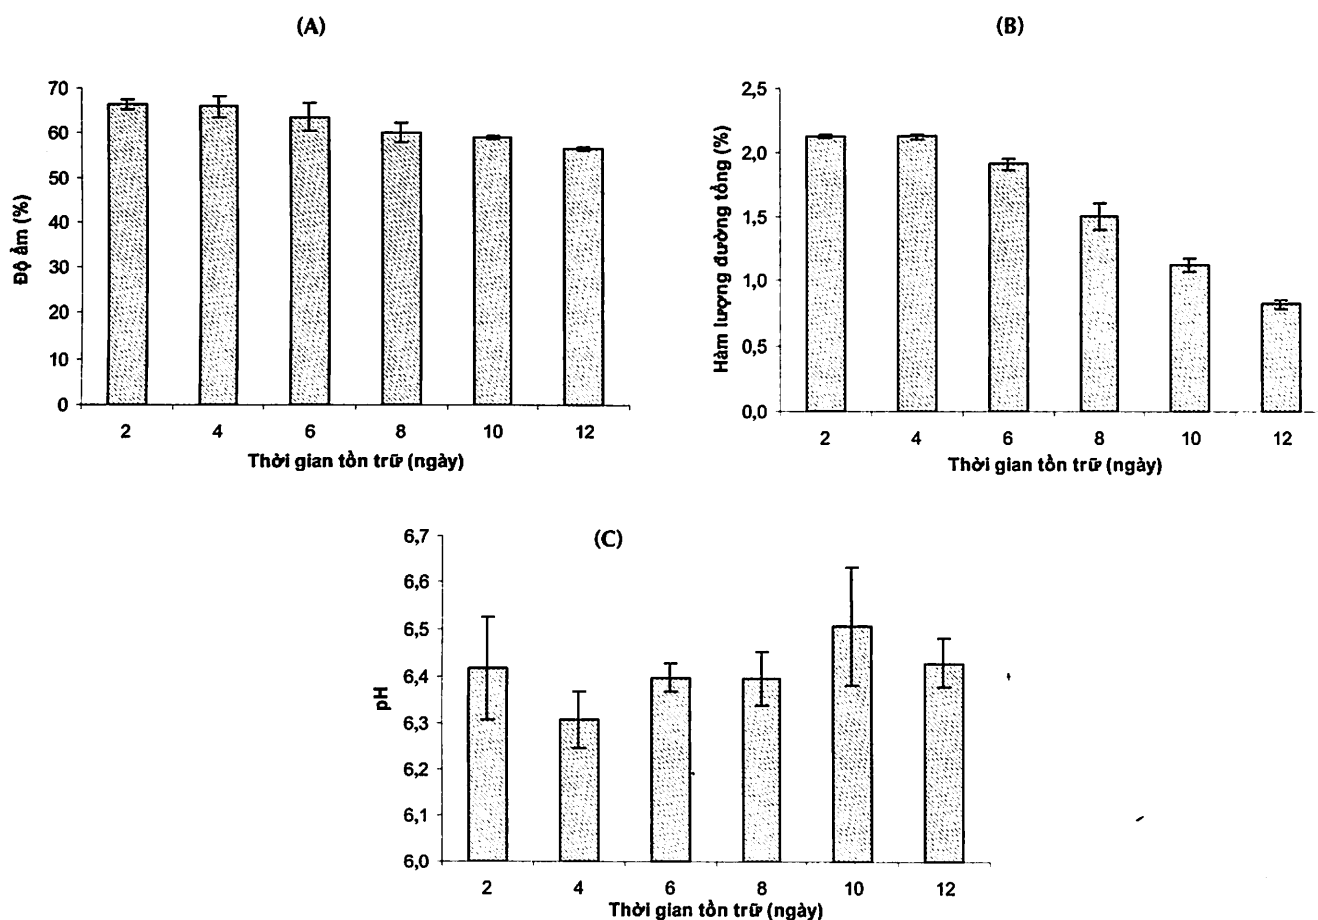 (A)
Độ ẩm (%)
70
60
50
40
30
20
10
0
2 4 6 8 10 12
Thời gian tồn trữ (ngày)
(B)
Hàm lượng đường tổng (%)
2,5
2,0
1,5
1,0
0,5
0,0
2 4 6 8 10 12
Thời gian tồn trữ (ngày)
(C)
pH
6,7
6,6
6,5
6,4
6,3
6,2
6,1
6,0
2 4 6 8 10 12
Thời gian tồn trữ (ngày)